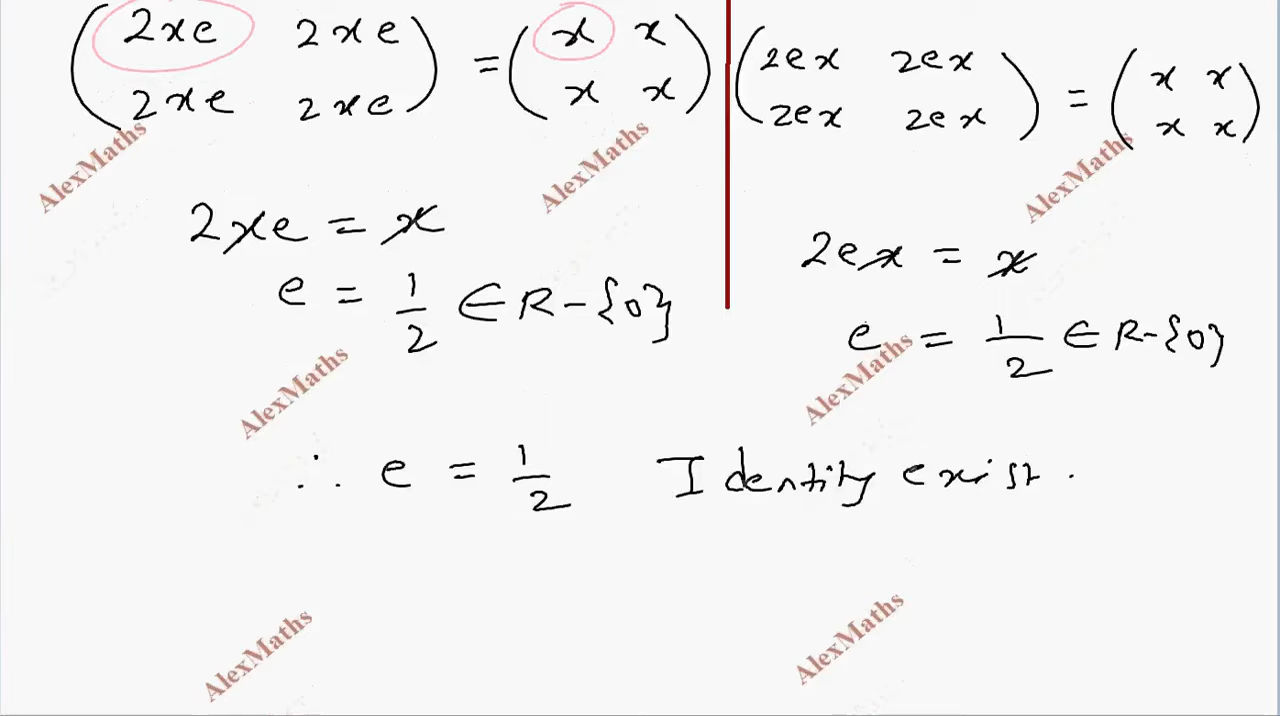 (2xe 2xe
2xe 2xe) = (x x
x x)
2xe = x
e = 1/2 ∈ R-{0}
(2ex 2ex
2ex 2ex) = (x x
x x)
2ex = x
e = 1/2 ∈ R-{0}
∴ e = 1/2 Identity exist.
AlexMaths
AlexMaths
AlexMaths
AlexMaths
AlexMaths
AlexMaths
AlexMaths